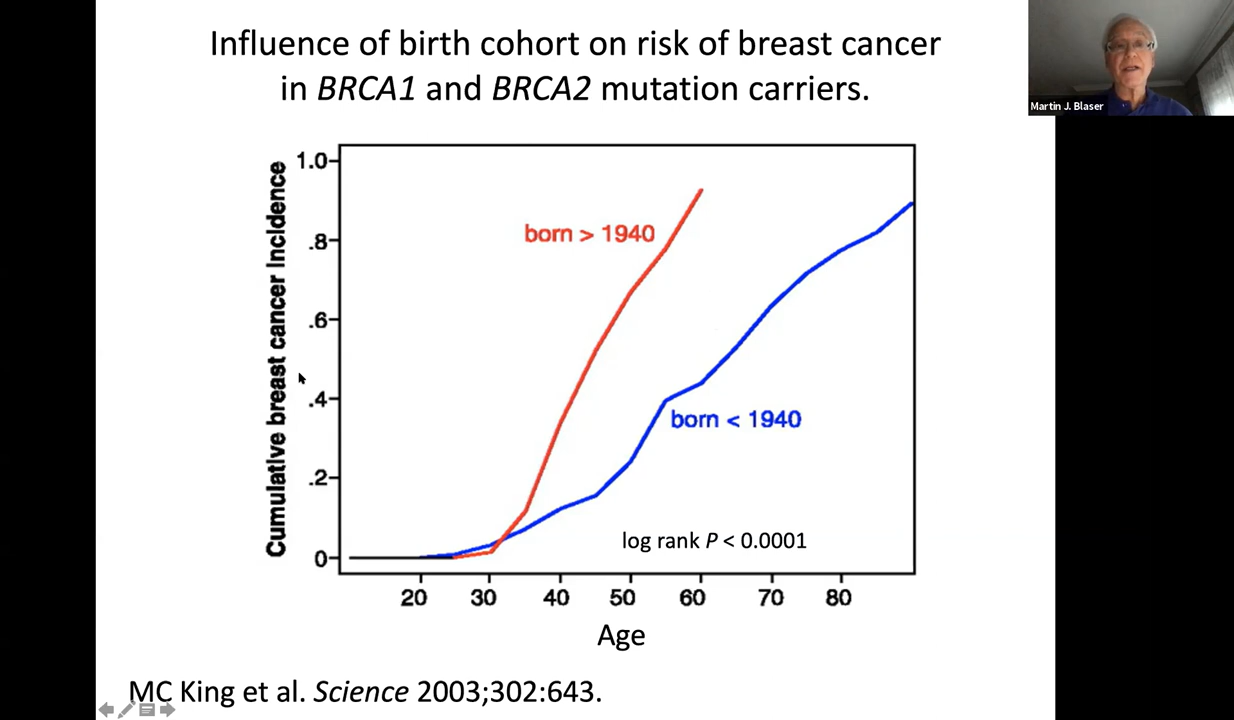 Influence of birth cohort on risk of breast cancer
in BRCA1 and BRCA2 mutation carriers.
Martin J. Blaser
Cumulative breast cancer incidence
1.0
.8
.6
.4
.2
0
born > 1940
born < 1940
log rank P < 0.0001
20 30 40 50 60 70 80
Age
MC King et al. Science 2003;302:643.